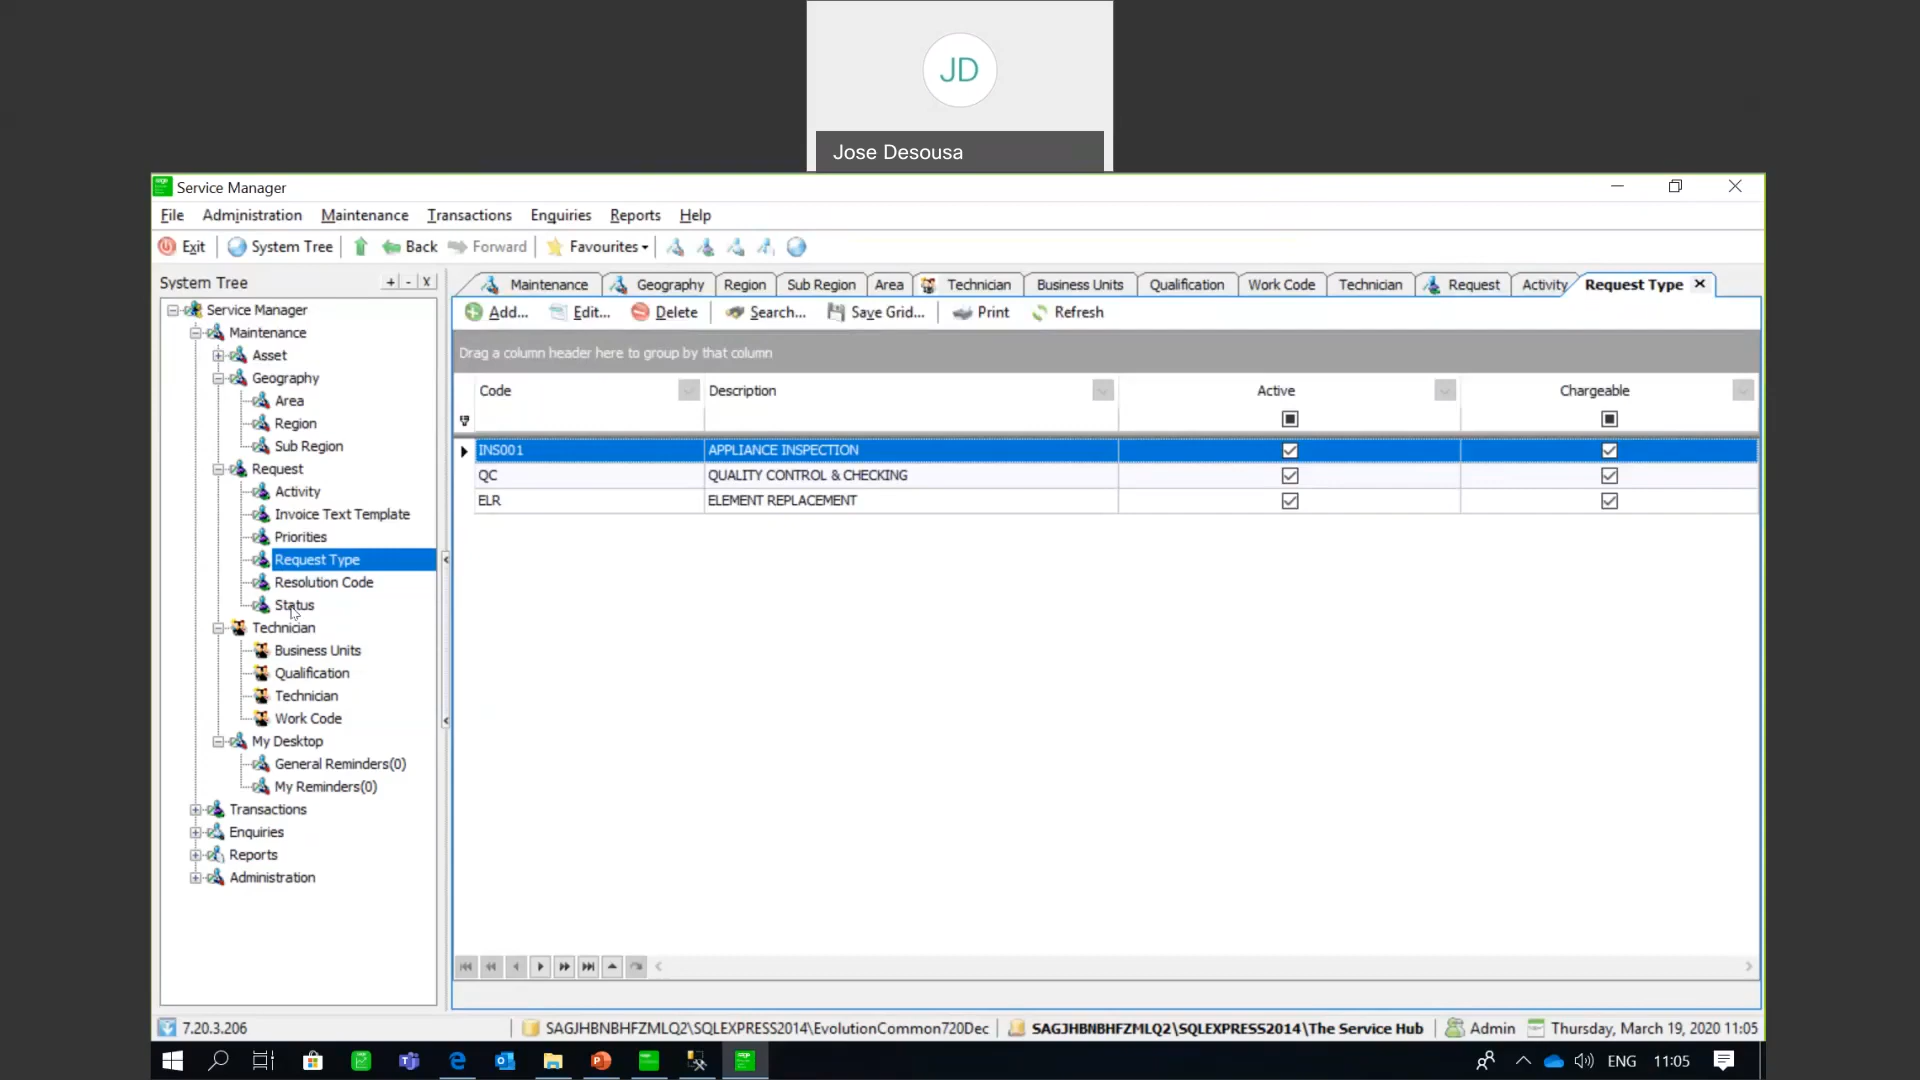 JD
Jose Desousa
sage
Service Manager
File Administration Maintenance Transactions Enquiries Reports Help
Exit System Tree Back Forward Favourites
System Tree + - X
Maintenance Geography Region Sub Region Area Technician Business Units Qualification Work Code Technician Request Activity Request Type
Add... Edit... Delete Search... Save Grid... Print Refresh
Drag a column header here to group by that column
Code Description Active Chargeable
INS001 APPLIANCE INSPECTION
QC QUALITY CONTROL & CHECKING
ELR ELEMENT REPLACEMENT
Service Manager
Maintenance
Asset
Geography
Area
Region
Sub Region
Request
Activity
Invoice Text Template
Priorities
Request Type
Resolution Code
Status
Technician
Business Units
Qualification
Technician
Work Code
My Desktop
General Reminders(0)
My Reminders(0)
Transactions
Enquiries
Reports
Administration
7.20.3.206 SAGJHBNBHFZMLQ2\SQLEXPRESS2014\EvolutionCommon720Dec SAGJHBNBHFZMLQ2\SQLEXPRESS2014\The Service Hub Admin Thursday, March 19, 2020 11:05
ENG 11:05